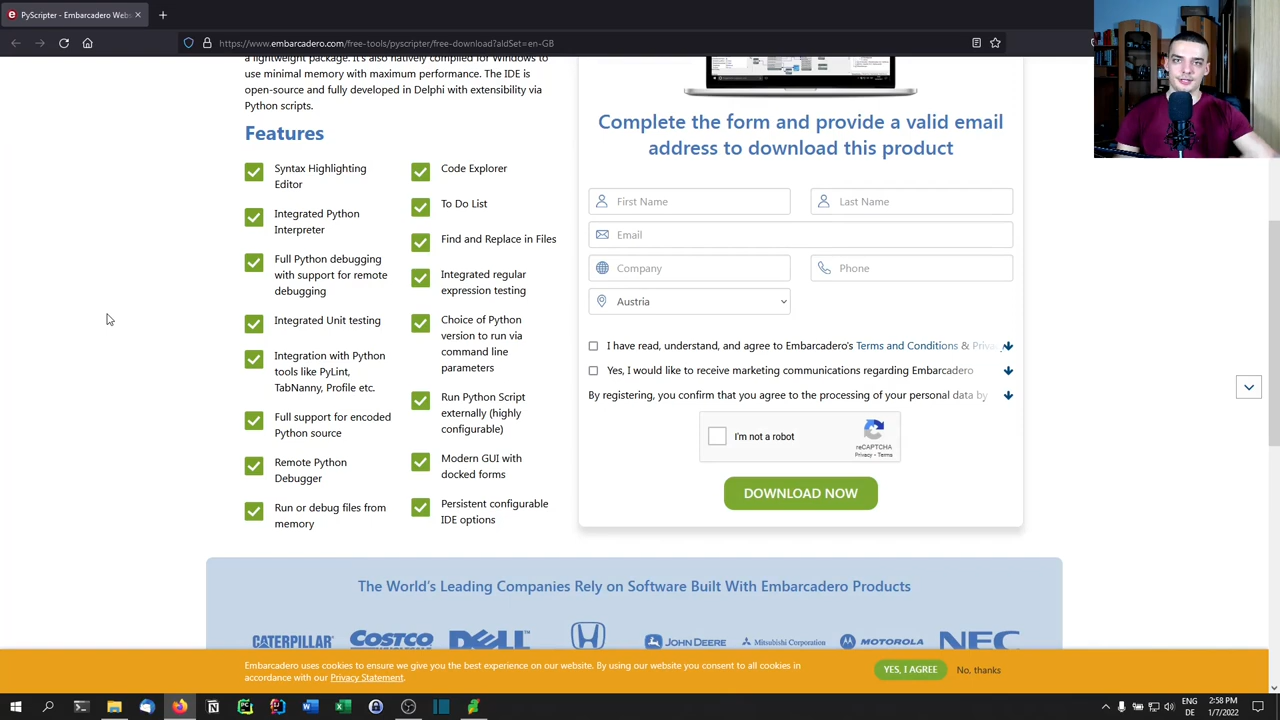 PyScripter - Embarcadero Webs
https://www.embarcadero.com/free-tools/pyscripter/free-download?aldSet=en-GB
a lightweight package. It's also natively compiled for Windows to
use minimal memory with maximum performance. The IDE is
open-source and fully developed in Delphi with extensibility via
Python scripts.
Features
Syntax Highlighting
Editor
Integrated Python
Interpreter
Full Python debugging
with support for remote
debugging
Integrated Unit testing
Integration with Python
tools like PyLint,
TabNanny, Profile etc.
Full support for encoded
Python source
Remote Python
Debugger
Run or debug files from
memory
Code Explorer
To Do List
Find and Replace in Files
Integrated regular
expression testing
Choice of Python
version to run via
command line
parameters
Run Python Script
externally (highly
configurable)
Modern GUI with
docked forms
Persistent configurable
IDE options
Complete the form and provide a valid email
address to download this product
First Name
Last Name
Email
Company
Phone
Austria
I have read, understand, and agree to Embarcadero's Terms and Conditions & Priva
Yes, I would like to receive marketing communications regarding Embarcadero
By registering, you confirm that you agree to the processing of your personal data by
I'm not a robot
reCAPTCHA
Privacy - Terms
DOWNLOAD NOW
The World's Leading Companies Rely on Software Built With Embarcadero Products
CATERPILLAR
COSTCO
DELL
JOHN DEERE
Mitsubishi Corporation
MOTOROLA
NEC
Embarcadero uses cookies to ensure we give you the best experience on our website. By using our website you consent to all cookies in
accordance with our Privacy Statement.
YES, I AGREE
No, thanks
ENG
DE
2:58 PM
1/7/2022